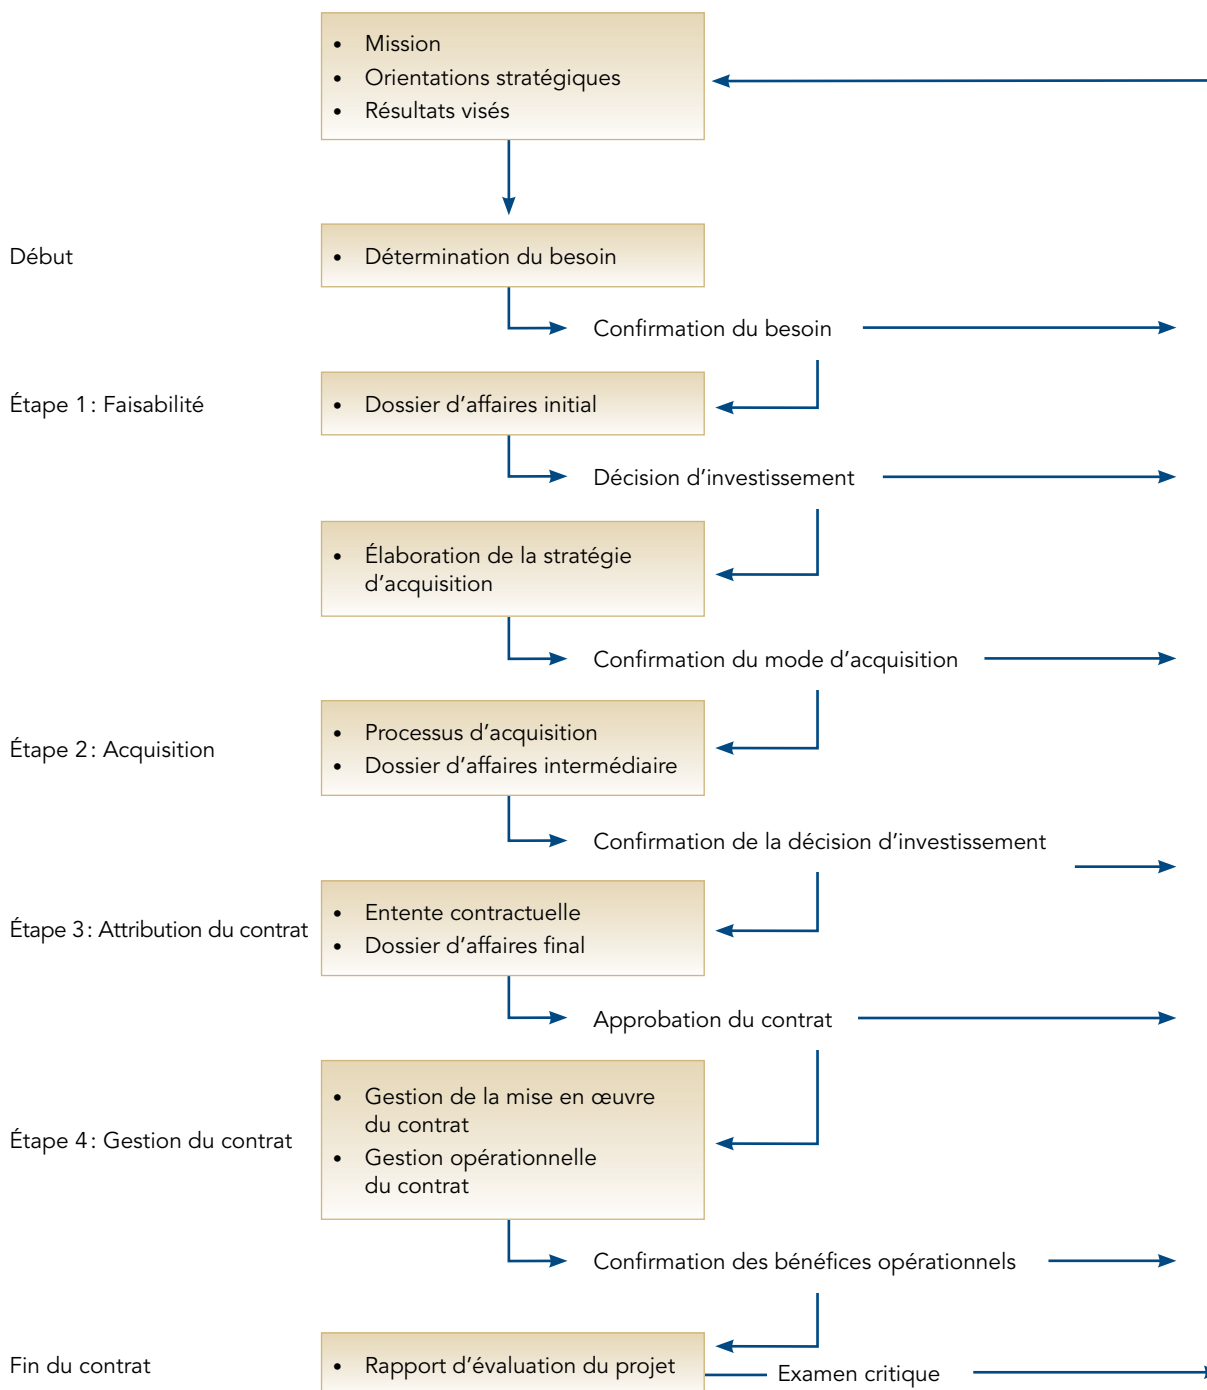 • Mission
• Orientations stratégiques
• Résultats visés
Début
• Détermination du besoin
Confirmation du besoin
Étape 1 : Faisabilité
• Dossier d’affaires initial
Décision d’investissement
• Élaboration de la stratégie
d’acquisition
Confirmation du mode d’acquisition
Étape 2 : Acquisition
• Processus d’acquisition
• Dossier d’affaires intermédiaire
Confirmation de la décision d’investissement
Étape 3 : Attribution du contrat
• Entente contractuelle
• Dossier d’affaires final
Approbation du contrat
Étape 4 : Gestion du contrat
• Gestion de la mise en œuvre
du contrat
• Gestion opérationnelle
du contrat
Confirmation des bénéfices opérationnels
Fin du contrat
• Rapport d’évaluation du projet
Examen critique